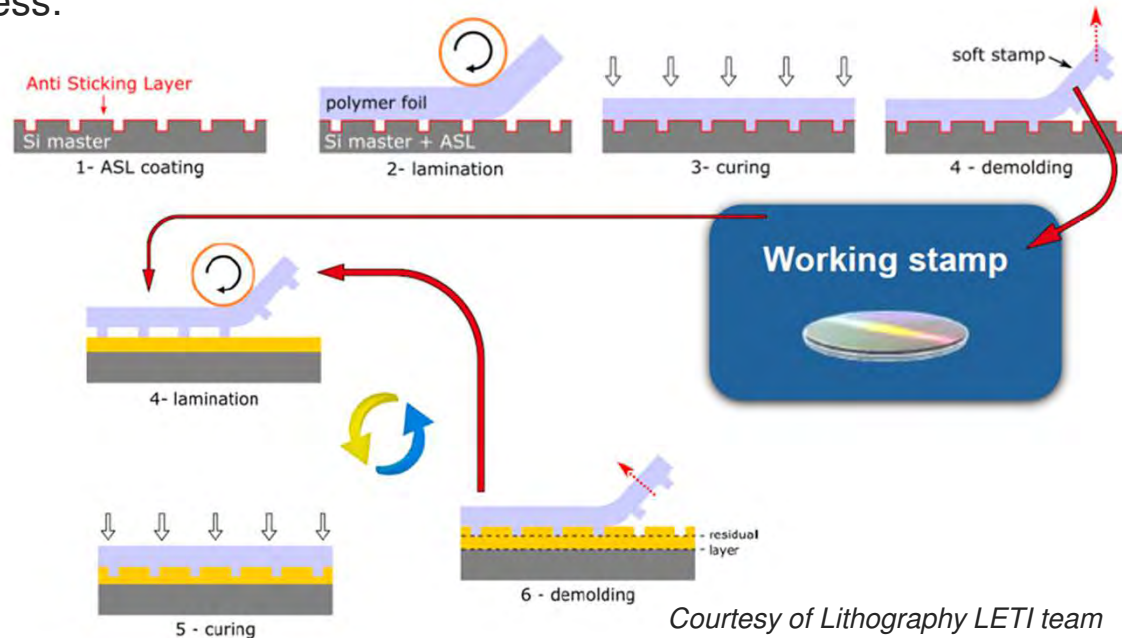 ess.
Anti Sticking Layer
Si master
1- ASL coating
polymer foil
Si master + ASL
2- lamination
3- curing
soft stamp
4 - demolding
Working stamp
4- lamination
residual
layer
6 - demolding
5 - curing
Courtesy of Lithography LETI team